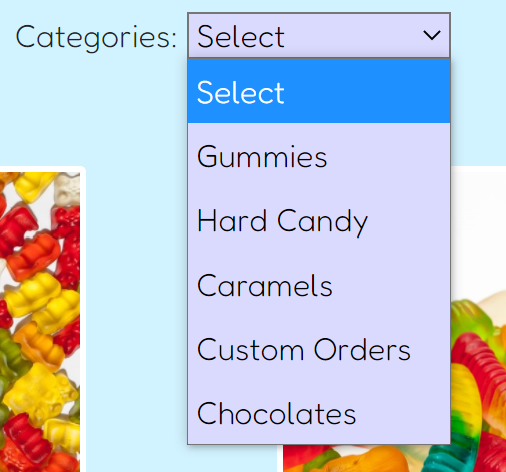 Categories: Select
Select
Gummies
Hard Candy
Caramels
Custom Orders
Chocolates